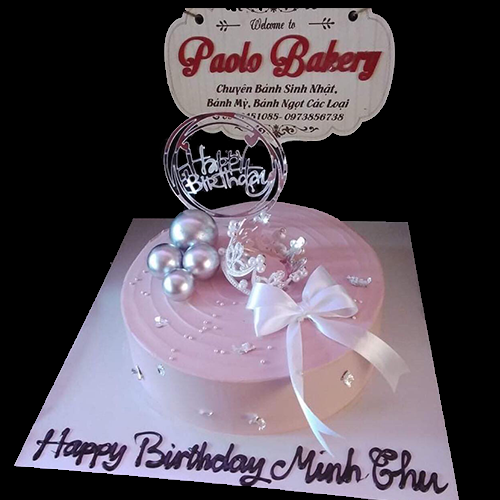 Welcome to
Paolo Bakery
Chuyên Bánh Sinh Nhật,
Bánh Mỳ, Bánh Ngọt Các Loại
0973856738
Happy
Birthday
Happy Birthday Minh Thu